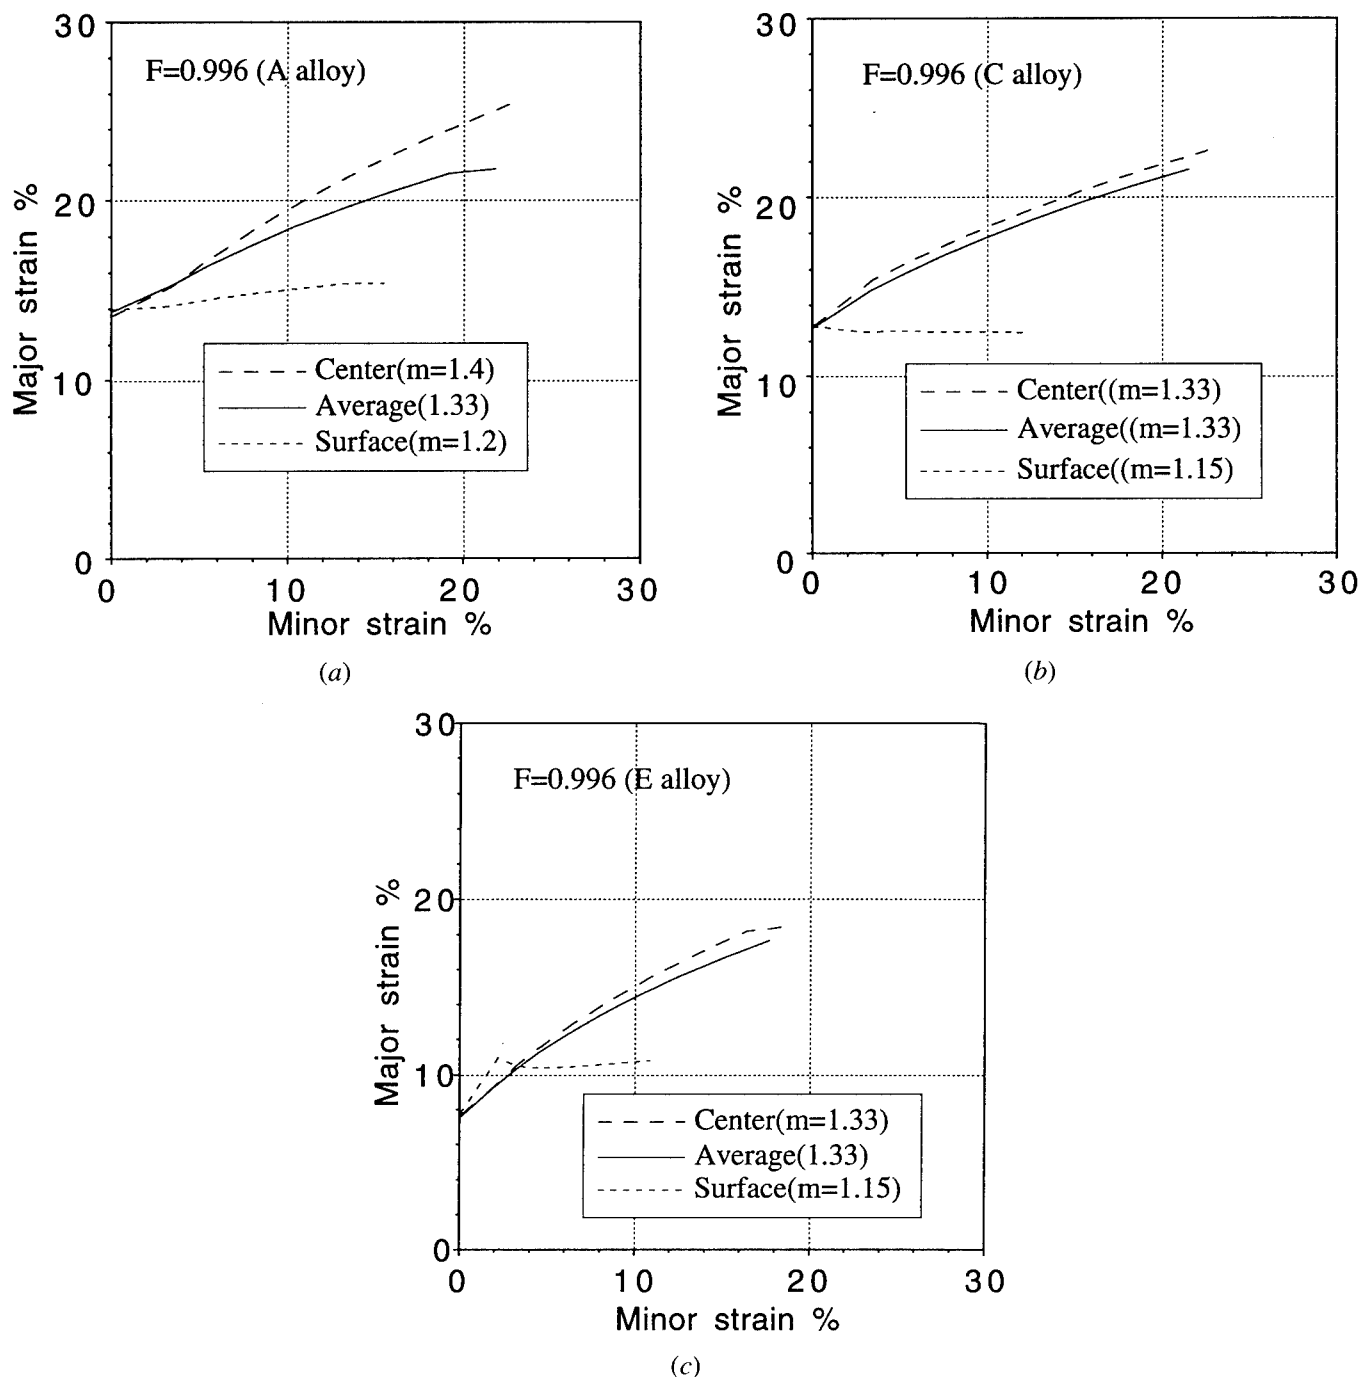 30
F=0.996 (A alloy)
20
Major strain %
Center(m=1.4)
10
Average(1.33)
Surface(m=1.2)
0
0 10 20 30
Minor strain %
(a)
30
F=0.996 (C alloy)
20
Major strain %
10
Center((m=1.33)
Average((m=1.33)
Surface((m=1.15)
0
0 10 20 30
Minor strain %
(b)
30
F=0.996 (E alloy)
20
Major strain %
10
Center(m=1.33)
Average(1.33)
Surface(m=1.15)
0
0 10 20 30
Minor strain %
(c)